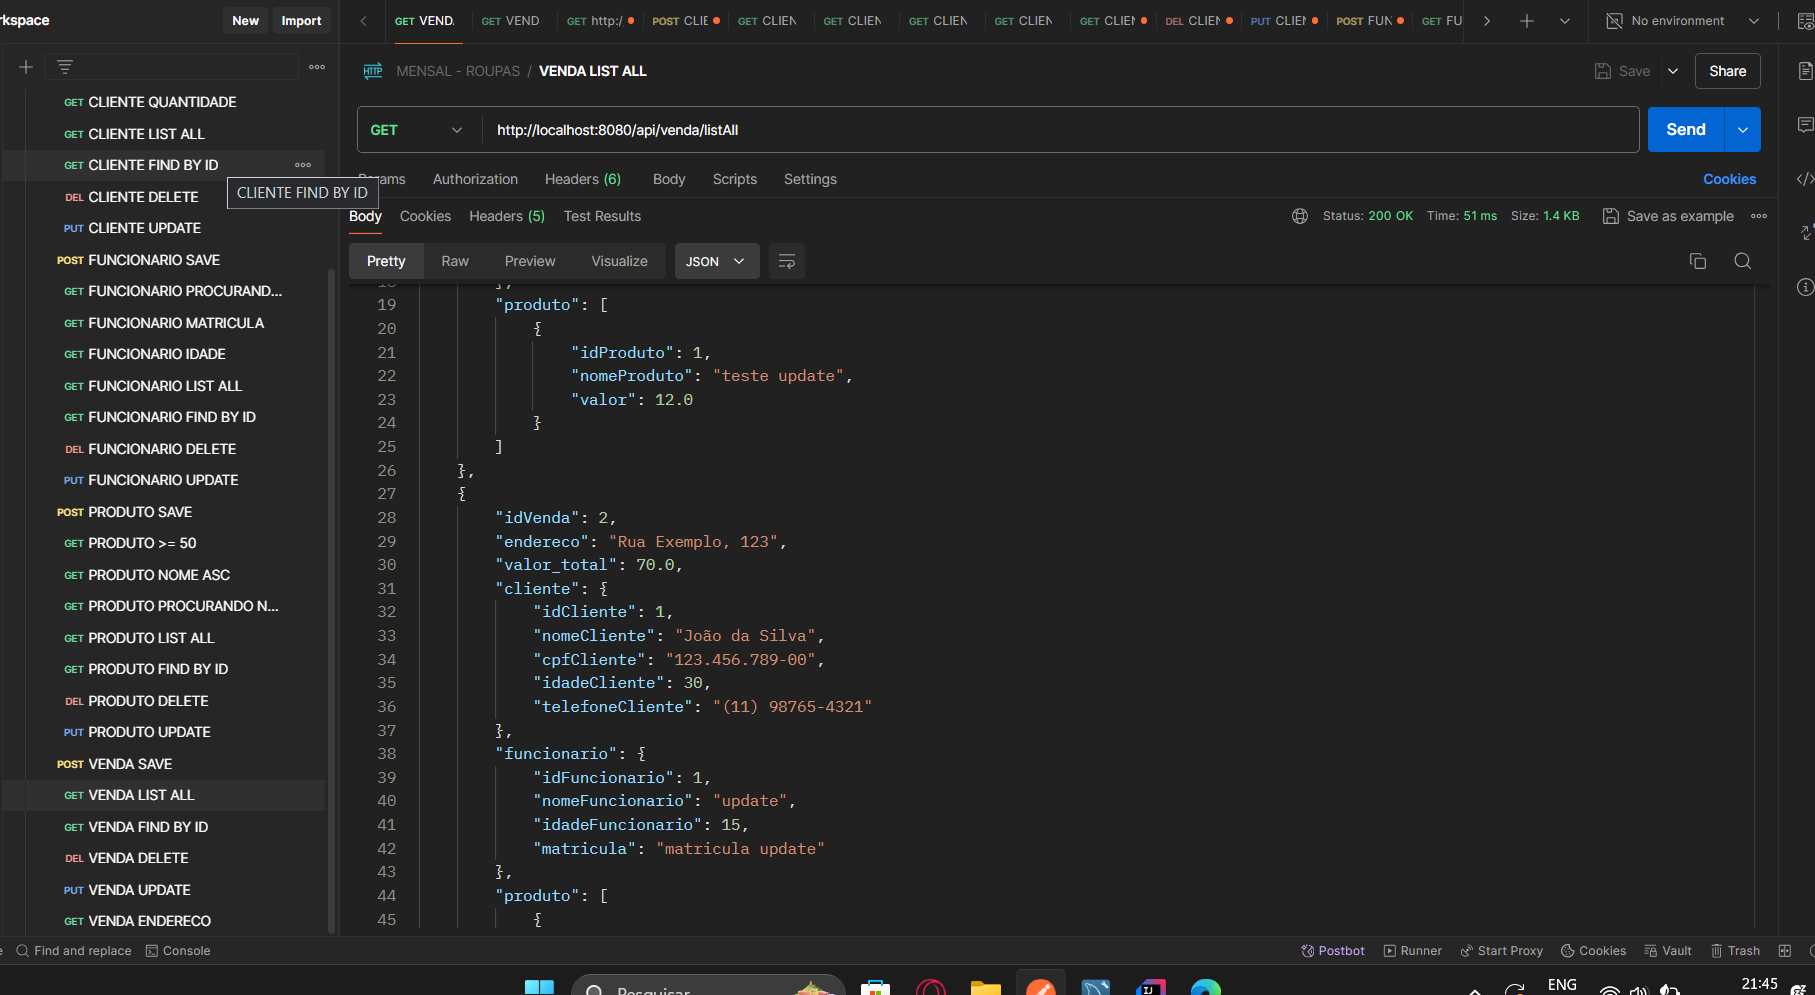 rkspace
New
Import
GET VEND.
GET VEND
GET http:/
POST CLIE
GET CLIEN
GET CLIEN
GET CLIEN
GET CLIEN
GET CLIEN
DEL CLIEN
PUT CLIEN
POST FUN
GET FU
No environment
MENSAL - ROUPAS / VENDA LIST ALL
Save
Share
GET
http://localhost:8080/api/venda/listAll
Send
Params
Authorization
Headers (6)
Body
Scripts
Settings
Cookies
Body
Cookies
Headers (5)
Test Results
Status: 200 OK
Time: 51 ms
Size: 1.4 KB
Save as example
Pretty
Raw
Preview
Visualize
JSON
GET CLIENTE QUANTIDADE
GET CLIENTE LIST ALL
GET CLIENTE FIND BY ID
CLIENTE FIND BY ID
DEL CLIENTE DELETE
PUT CLIENTE UPDATE
POST FUNCIONARIO SAVE
GET FUNCIONARIO PROCURAND...
GET FUNCIONARIO MATRICULA
GET FUNCIONARIO IDADE
GET FUNCIONARIO LIST ALL
GET FUNCIONARIO FIND BY ID
DEL FUNCIONARIO DELETE
PUT FUNCIONARIO UPDATE
POST PRODUTO SAVE
GET PRODUTO >= 50
GET PRODUTO NOME ASC
GET PRODUTO PROCURANDO N...
GET PRODUTO LIST ALL
GET PRODUTO FIND BY ID
DEL PRODUTO DELETE
PUT PRODUTO UPDATE
POST VENDA SAVE
GET VENDA LIST ALL
GET VENDA FIND BY ID
DEL VENDA DELETE
PUT VENDA UPDATE
GET VENDA ENDERECO
18 },
19 "produto": [
20 {
21 "idProduto": 1,
22 "nomeProduto": "teste update",
23 "valor": 12.0
24 }
25 ]
26 },
27 {
28 "idVenda": 2,
29 "endereco": "Rua Exemplo, 123",
30 "valor_total": 70.0,
31 "cliente": {
32 "idCliente": 1,
33 "nomeCliente": "João da Silva",
34 "cpfCliente": "123.456.789-00",
35 "idadeCliente": 30,
36 "telefoneCliente": "(11) 98765-4321"
37 },
38 "funcionario": {
39 "idFuncionario": 1,
40 "nomeFuncionario": "update",
41 "idadeFuncionario": 15,
42 "matricula": "matricula update"
43 },
44 "produto": [
45 {
Find and replace
Console
Postbot
Runner
Start Proxy
Cookies
Vault
Trash
Pesquisar
ENG
21:45